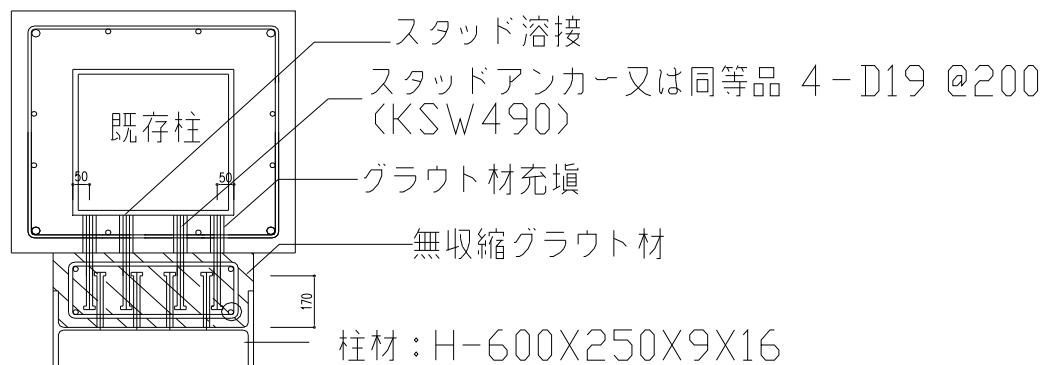 スタッド溶接
スタッドアンカー又は同等品 4-D19 @200
(KSW490)
既存柱
50
50
グラウト材充塡
無収縮グラウト材
170
柱材：H-600X250X9X16